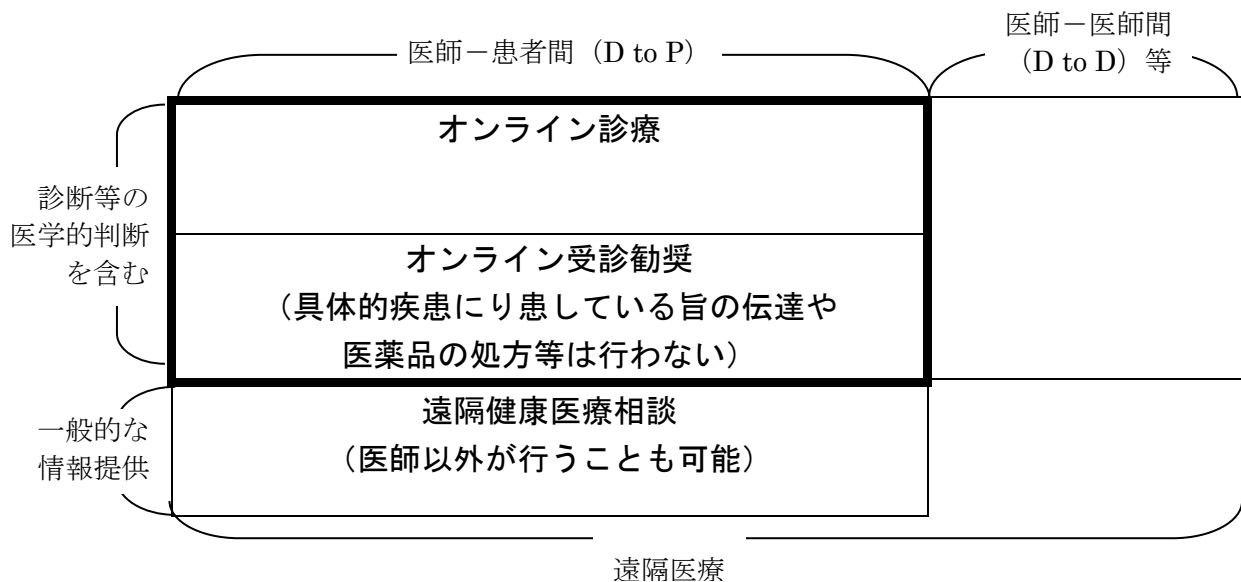 医師－患者間（D to P）
医師－医師間
（D to D）等
オンライン診療
診断等の
医学的判断
を含む
オンライン受診勧奨
（具体的疾患にり患している旨の伝達や
医薬品の処方等は行わない）
一般的な
情報提供
遠隔健康医療相談
（医師以外が行うことも可能）
遠隔医療